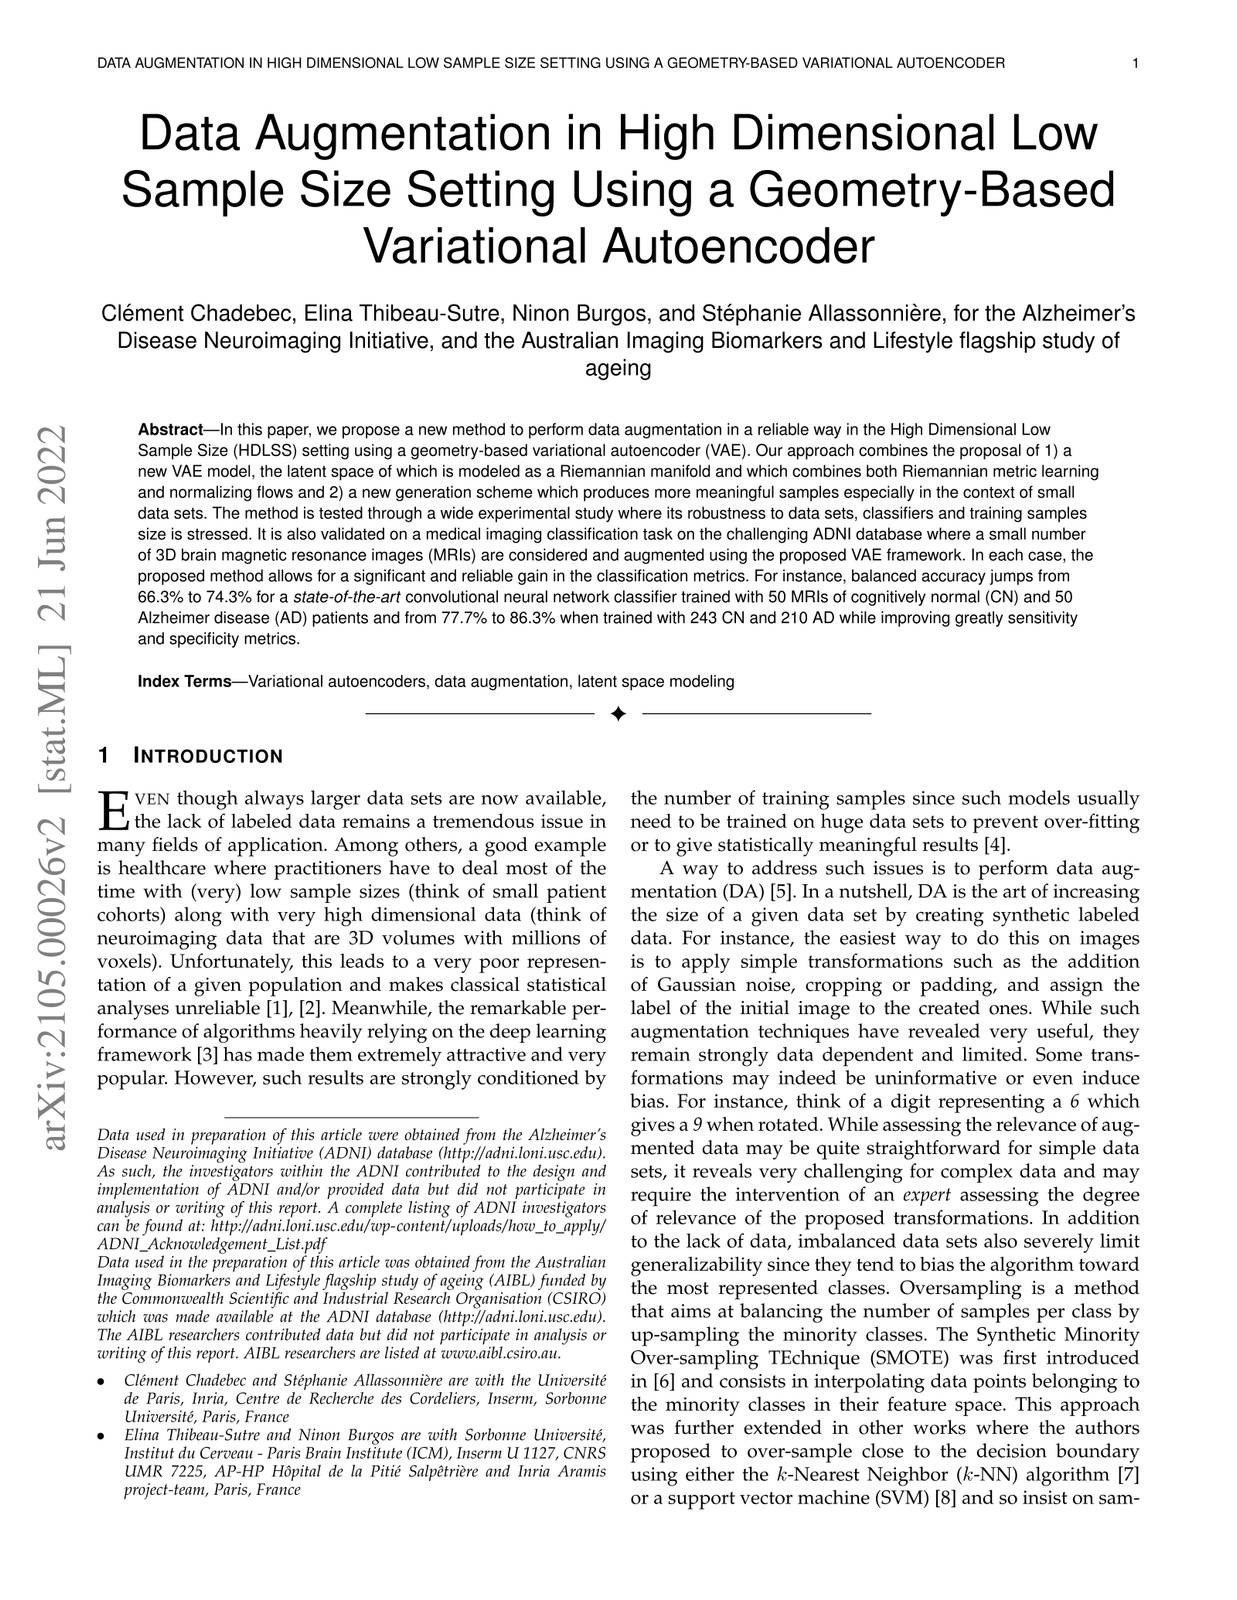 DATA AUGMENTATION IN HIGH DIMENSIONAL LOW SAMPLE SIZE SETTING USING A GEOMETRY-BASED VARIATIONAL AUTOENCODER 1
Data Augmentation in High Dimensional Low
Sample Size Setting Using a Geometry-Based
Variational Autoencoder
Clément Chadebec, Elina Thibeau-Sutre, Ninon Burgos, and Stéphanie Allassonnière, for the Alzheimer's
Disease Neuroimaging Initiative, and the Australian Imaging Biomarkers and Lifestyle flagship study of
ageing
arXiv:2105.00026v2 [stat.ML] 21 Jun 2022
Abstract—In this paper, we propose a new method to perform data augmentation in a reliable way in the High Dimensional Low
Sample Size (HDLSS) setting using a geometry-based variational autoencoder (VAE). Our approach combines the proposal of 1) a
new VAE model, the latent space of which is modeled as a Riemannian manifold and which combines both Riemannian metric learning
and normalizing flows and 2) a new generation scheme which produces more meaningful samples especially in the context of small
data sets. The method is tested through a wide experimental study where its robustness to data sets, classifiers and training samples
size is stressed. It is also validated on a medical imaging classification task on the challenging ADNI database where a small number
of 3D brain magnetic resonance images (MRIs) are considered and augmented using the proposed VAE framework. In each case, the
proposed method allows for a significant and reliable gain in the classification metrics. For instance, balanced accuracy jumps from
66.3% to 74.3% for a state-of-the-art convolutional neural network classifier trained with 50 MRIs of cognitively normal (CN) and 50
Alzheimer disease (AD) patients and from 77.7% to 86.3% when trained with 243 CN and 210 AD while improving greatly sensitivity
and specificity metrics.
Index Terms—Variational autoencoders, data augmentation, latent space modeling
1 INTRODUCTION
EVEN though always larger data sets are now available,
the lack of labeled data remains a tremendous issue in
many fields of application. Among others, a good example
is healthcare where practitioners have to deal most of the
time with (very) low sample sizes (think of small patient
cohorts) along with very high dimensional data (think of
neuroimaging data that are 3D volumes with millions of
voxels). Unfortunately, this leads to a very poor represen-
tation of a given population and makes classical statistical
analyses unreliable [1], [2]. Meanwhile, the remarkable per-
formance of algorithms heavily relying on the deep learning
framework [3] has made them extremely attractive and very
popular. However, such results are strongly conditioned by
Data used in preparation of this article were obtained from the Alzheimer's
Disease Neuroimaging Initiative (ADNI) database (http://adni.loni.usc.edu).
As such, the investigators within the ADNI contributed to the design and
implementation of ADNI and/or provided data but did not participate in
analysis or writing of this report. A complete listing of ADNI investigators
can be found at: http://adni.loni.usc.edu/wp-content/uploads/how_to_apply/
ADNI_Acknowledgement_List.pdf
Data used in the preparation of this article was obtained from the Australian
Imaging Biomarkers and Lifestyle flagship study of ageing (AIBL) funded by
the Commonwealth Scientific and Industrial Research Organisation (CSIRO)
which was made available at the ADNI database (http://adni.loni.usc.edu).
The AIBL researchers contributed data but did not participate in analysis or
writing of this report. AIBL researchers are listed at www.aibl.csiro.au.
• Clément Chadebec and Stéphanie Allassonnière are with the Université
de Paris, Inria, Centre de Recherche des Cordeliers, Inserm, Sorbonne
Université, Paris, France
• Elina Thibeau-Sutre and Ninon Burgos are with Sorbonne Université,
Institut du Cerveau - Paris Brain Institute (ICM), Inserm U 1127, CNRS
UMR 7225, AP-HP Hôpital de la Pitié Salpêtrière and Inria Aramis
project-team, Paris, France
the number of training samples since such models usually
need to be trained on huge data sets to prevent over-fitting
or to give statistically meaningful results [4].
A way to address such issues is to perform data aug-
mentation (DA) [5]. In a nutshell, DA is the art of increasing
the size of a given data set by creating synthetic labeled
data. For instance, the easiest way to do this on images
is to apply simple transformations such as the addition
of Gaussian noise, cropping or padding, and assign the
label of the initial image to the created ones. While such
augmentation techniques have revealed very useful, they
remain strongly data dependent and limited. Some trans-
formations may indeed be uninformative or even induce
bias. For instance, think of a digit representing a 6 which
gives a 9 when rotated. While assessing the relevance of aug-
mented data may be quite straightforward for simple data
sets, it reveals very challenging for complex data and may
require the intervention of an expert assessing the degree
of relevance of the proposed transformations. In addition
to the lack of data, imbalanced data sets also severely limit
generalizability since they tend to bias the algorithm toward
the most represented classes. Oversampling is a method
that aims at balancing the number of samples per class by
up-sampling the minority classes. The Synthetic Minority
Over-sampling TEchnique (SMOTE) was first introduced
in [6] and consists in interpolating data points belonging to
the minority classes in their feature space. This approach
was further extended in other works where the authors
proposed to over-sample close to the decision boundary
using either the k-Nearest Neighbor (k-NN) algorithm [7]
or a support vector machine (SVM) [8] and so insist on sam-